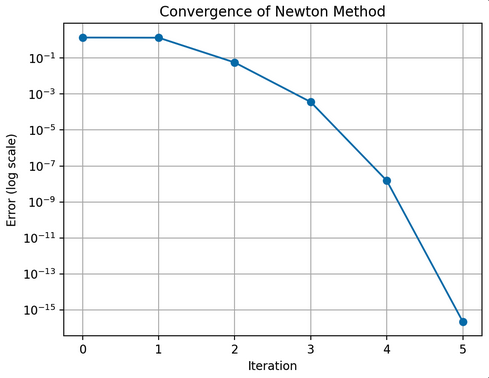 Convergence of Newton Method
10⁻¹
10⁻³
10⁻⁵
10⁻⁷
10⁻⁹
10⁻¹¹
10⁻¹³
10⁻¹⁵
Error (log scale)
0 1 2 3 4 5
Iteration